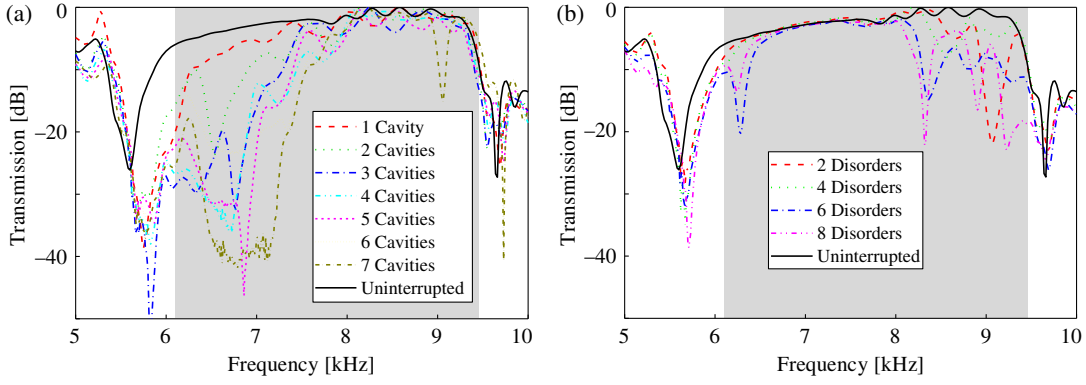 (a)
0
−20
−40
Transmission [dB]
5
6
7
8
9
10
Frequency [kHz]
1 Cavity
2 Cavities
3 Cavities
4 Cavities
5 Cavities
6 Cavities
7 Cavities
Uninterrupted
(b)
0
−20
−40
Transmission [dB]
5
6
7
8
9
10
Frequency [kHz]
2 Disorders
4 Disorders
6 Disorders
8 Disorders
Uninterrupted